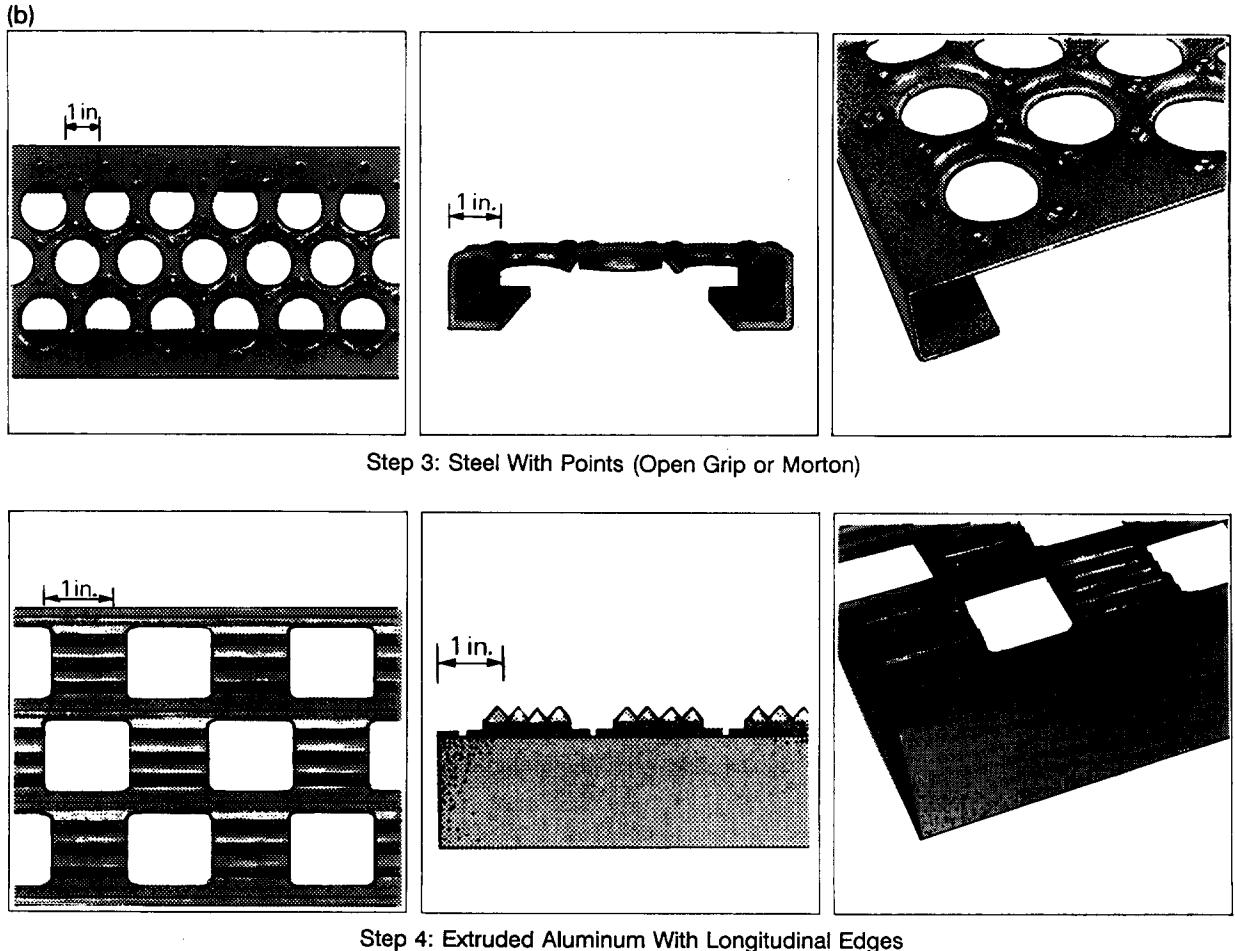 (b)
1 in.
1 in.
Step 3: Steel With Points (Open Grip or Morton)
1 in.
1 in.
Step 4: Extruded Aluminum With Longitudinal Edges